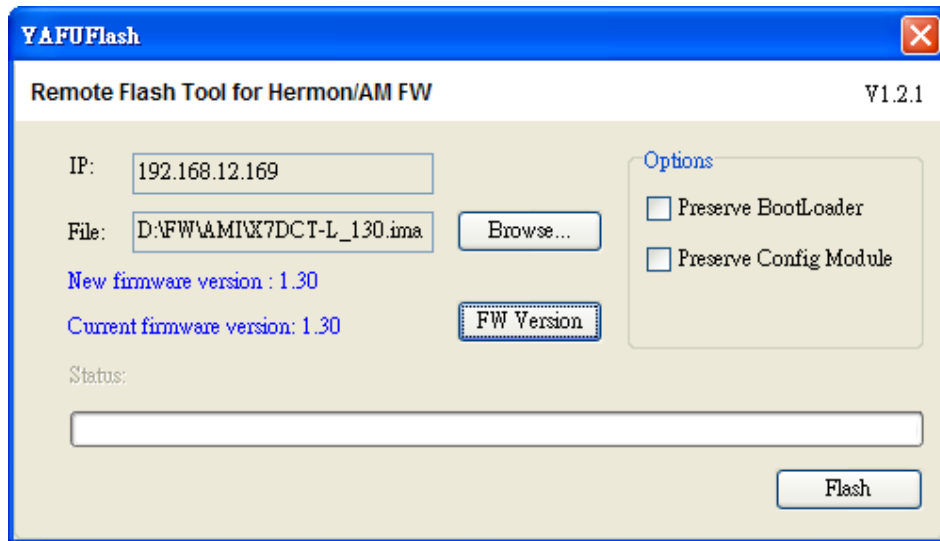 YAFUFlash
Remote Flash Tool for Hermon/AM FW V1.2.1
IP: 192.168.12.169
File: D:\FW\AMI\X7DCT-L_130.ima Browse...
New firmware version : 1.30
Current firmware version: 1.30 FW Version
Options
Preserve BootLoader
Preserve Config Module
Status:
Flash